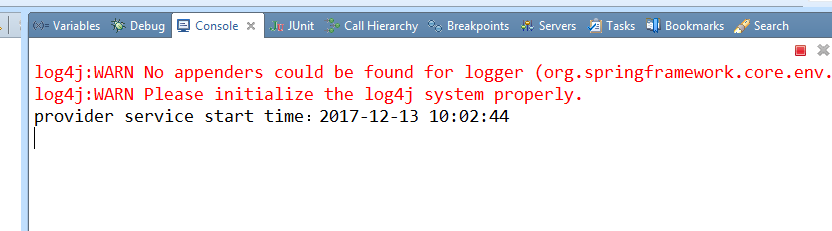 Variables Debug Console JUnit Call Hierarchy Breakpoints Servers Tasks Bookmarks Search
log4j:WARN No appenders could be found for logger (org.springframework.core.env.
log4j:WARN Please initialize the log4j system properly.
provider service start time：2017-12-13 10:02:44